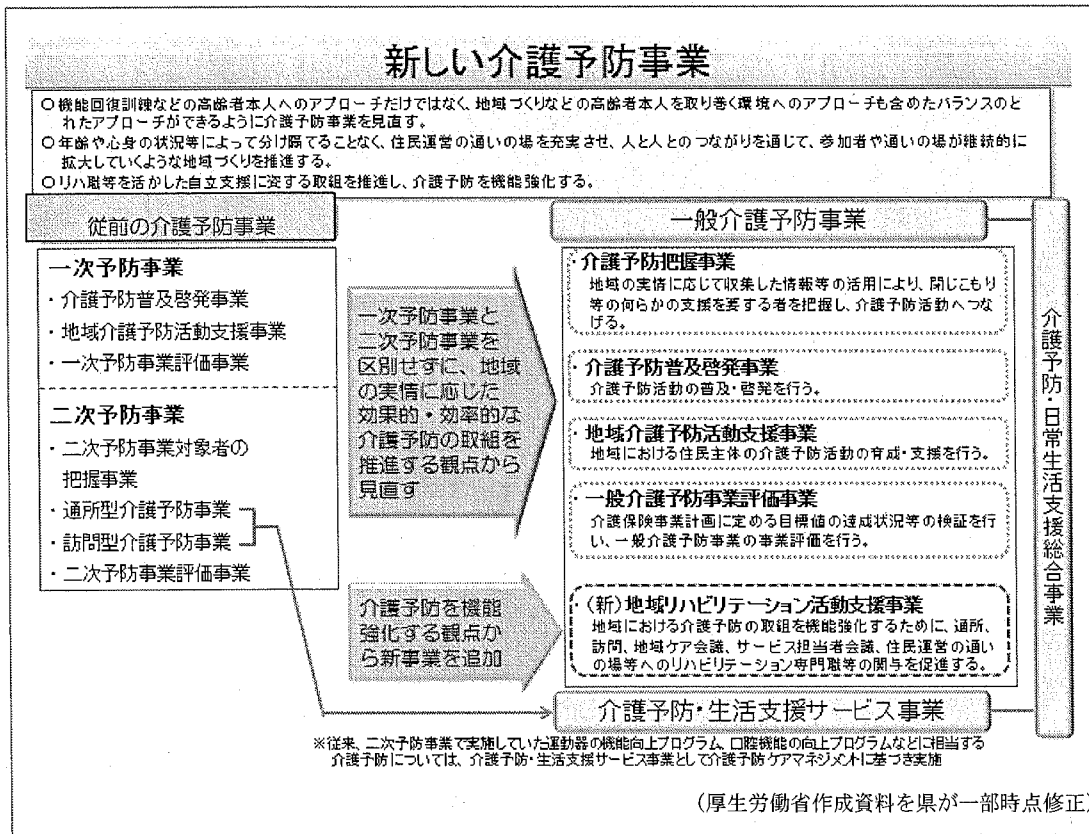 新しい介護予防事業
○機能回復訓練などの高齢者本人へのアプローチだけではなく、地域づくりなどの高齢者本人を取り巻く環境へのアプローチも含めたバランスのと
れたアプローチができるように介護予防事業を見直す。
○年齢や心身の状況等によって分け隔てることなく、住民運営の通いの場を充実させ、人と人とのつながりを通じて、参加者や通いの場が継続的に
拡大していくような地域づくりを推進する。
○リハ職等を活かした自立支援に資する取組を推進し、介護予防を機能強化する。
従前の介護予防事業
一次予防事業
・介護予防普及啓発事業
・地域介護予防活動支援事業
・一次予防事業評価事業
二次予防事業
・二次予防事業対象者の
把握事業
・通所型介護予防事業
・訪問型介護予防事業
・二次予防事業評価事業
一次予防事業と
二次予防事業を
区別せずに、地域
の実情に応じた
効果的・効率的な
介護予防の取組を
推進する観点から
見直す
介護予防を機能
強化する観点か
ら新事業を追加
一般介護予防事業
・介護予防把握事業
地域の実情に応じて収集した情報等の活用により、閉じこもり
等の何らかの支援を要する者を把握し、介護予防活動へつな
げる。
・介護予防普及啓発事業
介護予防活動の普及・啓発を行う。
・地域介護予防活動支援事業
地域における住民主体の介護予防活動の育成・支援を行う。
・一般介護予防事業評価事業
介護保険事業計画に定める目標値の達成状況等の検証を行
い、一般介護予防事業の事業評価を行う。
・(新)地域リハビリテーション活動支援事業
地域における介護予防の取組を機能強化するために、通所、
訪問、地域ケア会議、サービス担当者会議、住民運営の通い
の場等へのリハビリテーション専門職等の関与を促進する。
介護予防・生活支援サービス事業
介護予防・日常生活支援総合事業
※従来、二次予防事業で実施していた運動器の機能向上プログラム、口腔機能の向上プログラムなどに相当する
介護予防については、介護予防・生活支援サービス事業として介護予防ケアマネジメントに基づき実施
(厚生労働省作成資料を県が一部時点修正)